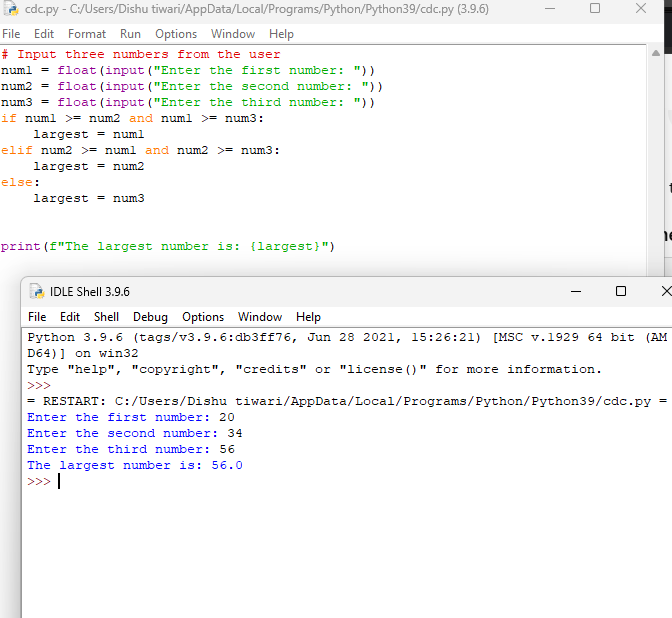 cdc.py - C:/Users/Dishu tiwari/AppData/Local/Programs/Python/Python39/cdc.py (3.9.6)
File Edit Format Run Options Window Help
# Input three numbers from the user
num1 = float(input("Enter the first number: "))
num2 = float(input("Enter the second number: "))
num3 = float(input("Enter the third number: "))
if num1 >= num2 and num1 >= num3:
    largest = num1
elif num2 >= num1 and num2 >= num3:
    largest = num2
else:
    largest = num3
print(f"The largest number is: {largest}")
IDLE Shell 3.9.6
File Edit Shell Debug Options Window Help
Python 3.9.6 (tags/v3.9.6:db3ff76, Jun 28 2021, 15:26:21) [MSC v.1929 64 bit (AM
D64)] on win32
Type "help", "copyright", "credits" or "license()" for more information.
>>>
= RESTART: C:/Users/Dishu tiwari/AppData/Local/Programs/Python/Python39/cdc.py =
Enter the first number: 20
Enter the second number: 34
Enter the third number: 56
The largest number is: 56.0
>>>